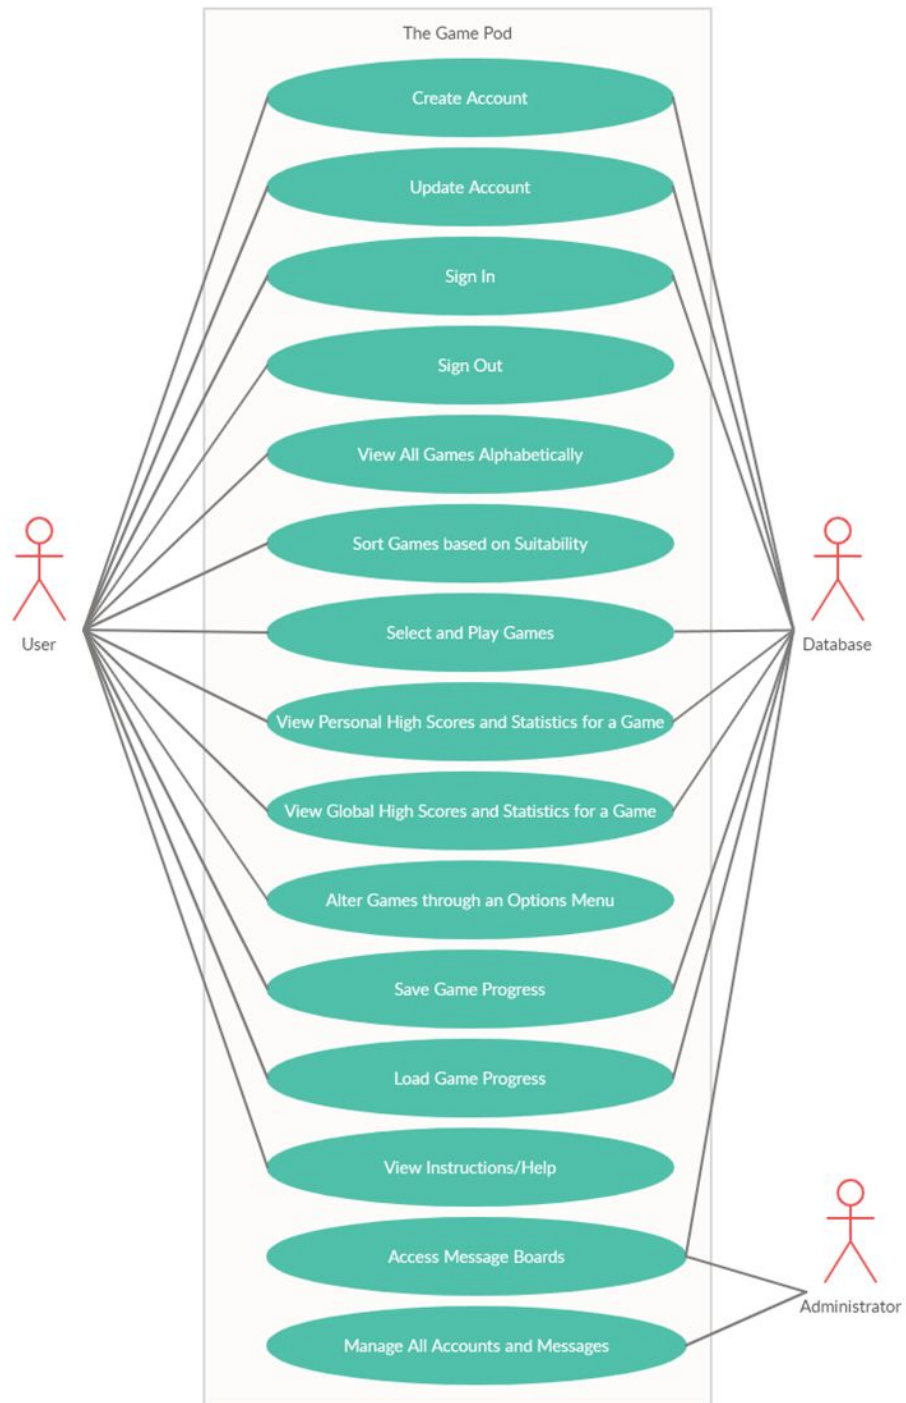 The Game Pod
Create Account
Update Account
Sign In
Sign Out
View All Games Alphabetically
Sort Games based on Suitability
Select and Play Games
User
Database
View Personal High Scores and Statistics for a Game
View Global High Scores and Statistics for a Game
Alter Games through an Options Menu
Save Game Progress
Load Game Progress
View Instructions/Help
Access Message Boards
Administrator
Manage All Accounts and Messages